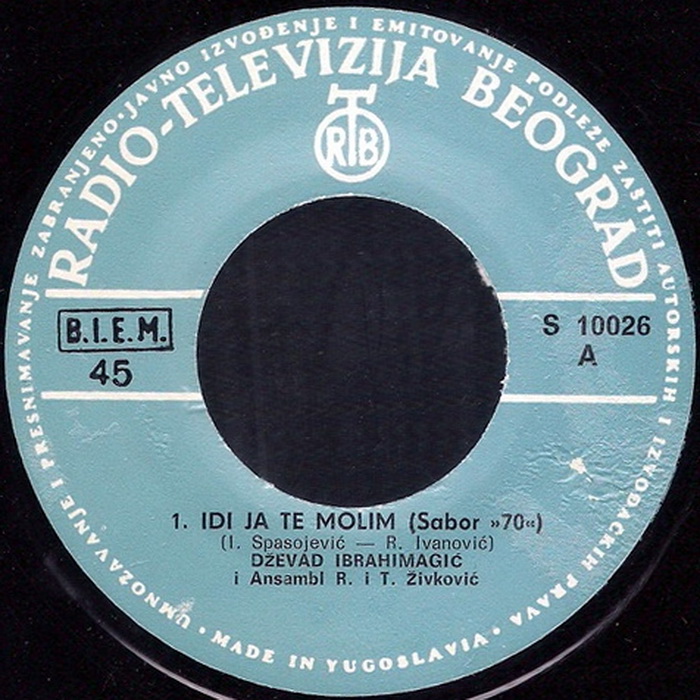 UMNOŽAVANJE I PRESNIMAVANJE ZABRANJENO • JAVNO IZVOĐENJE I EMITOVANJE PODLEŽE ZAŠTITI AUTORSKIH I IZVOĐAČKIH PRAVA
RADIO-TELEVIZIJA BEOGRAD
RTB
B.I.E.M.
45
S 10026
A
1. IDI JA TE MOLIM (Sabor »70«)
(I. Spasojević — R. Ivanović)
DŽEVAD IBRAHIMAGIĆ
i Ansambl R. i T. Živković
• MADE IN YUGOSLAVIA •